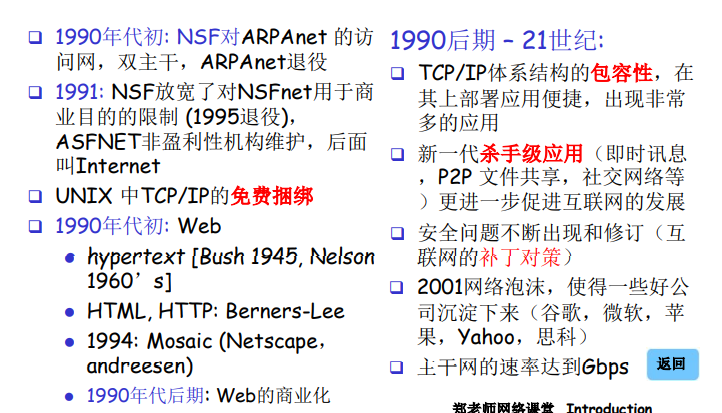 1990年代初: NSF对ARPAnet 的访
问网，双主干，ARPAnet退役
1991: NSF放宽了对NSFnet用于商
业目的的限制 (1995退役)，
ASFNET非盈利性机构维护，后面
叫Internet
UNIX 中TCP/IP的免费捆绑
1990年代初: Web
hypertext [Bush 1945, Nelson
1960’s]
HTML, HTTP: Berners-Lee
1994: Mosaic (Netscape，
andreesen)
1990年代后期: Web的商业化
1990后期 – 21世纪:
TCP/IP体系结构的包容性，在
其上部署应用便捷，出现非常
多的应用
新一代杀手级应用（即时讯息
，P2P 文件共享，社交网络等
）更进一步促进互联网的发展
安全问题不断出现和修订（互
联网的补丁对策）
2001网络泡沫，使得一些好公
司沉淀下来（谷歌，微软，苹
果，Yahoo，思科）
主干网的速率达到Gbps
返回
郑老师网络课堂 Introduction